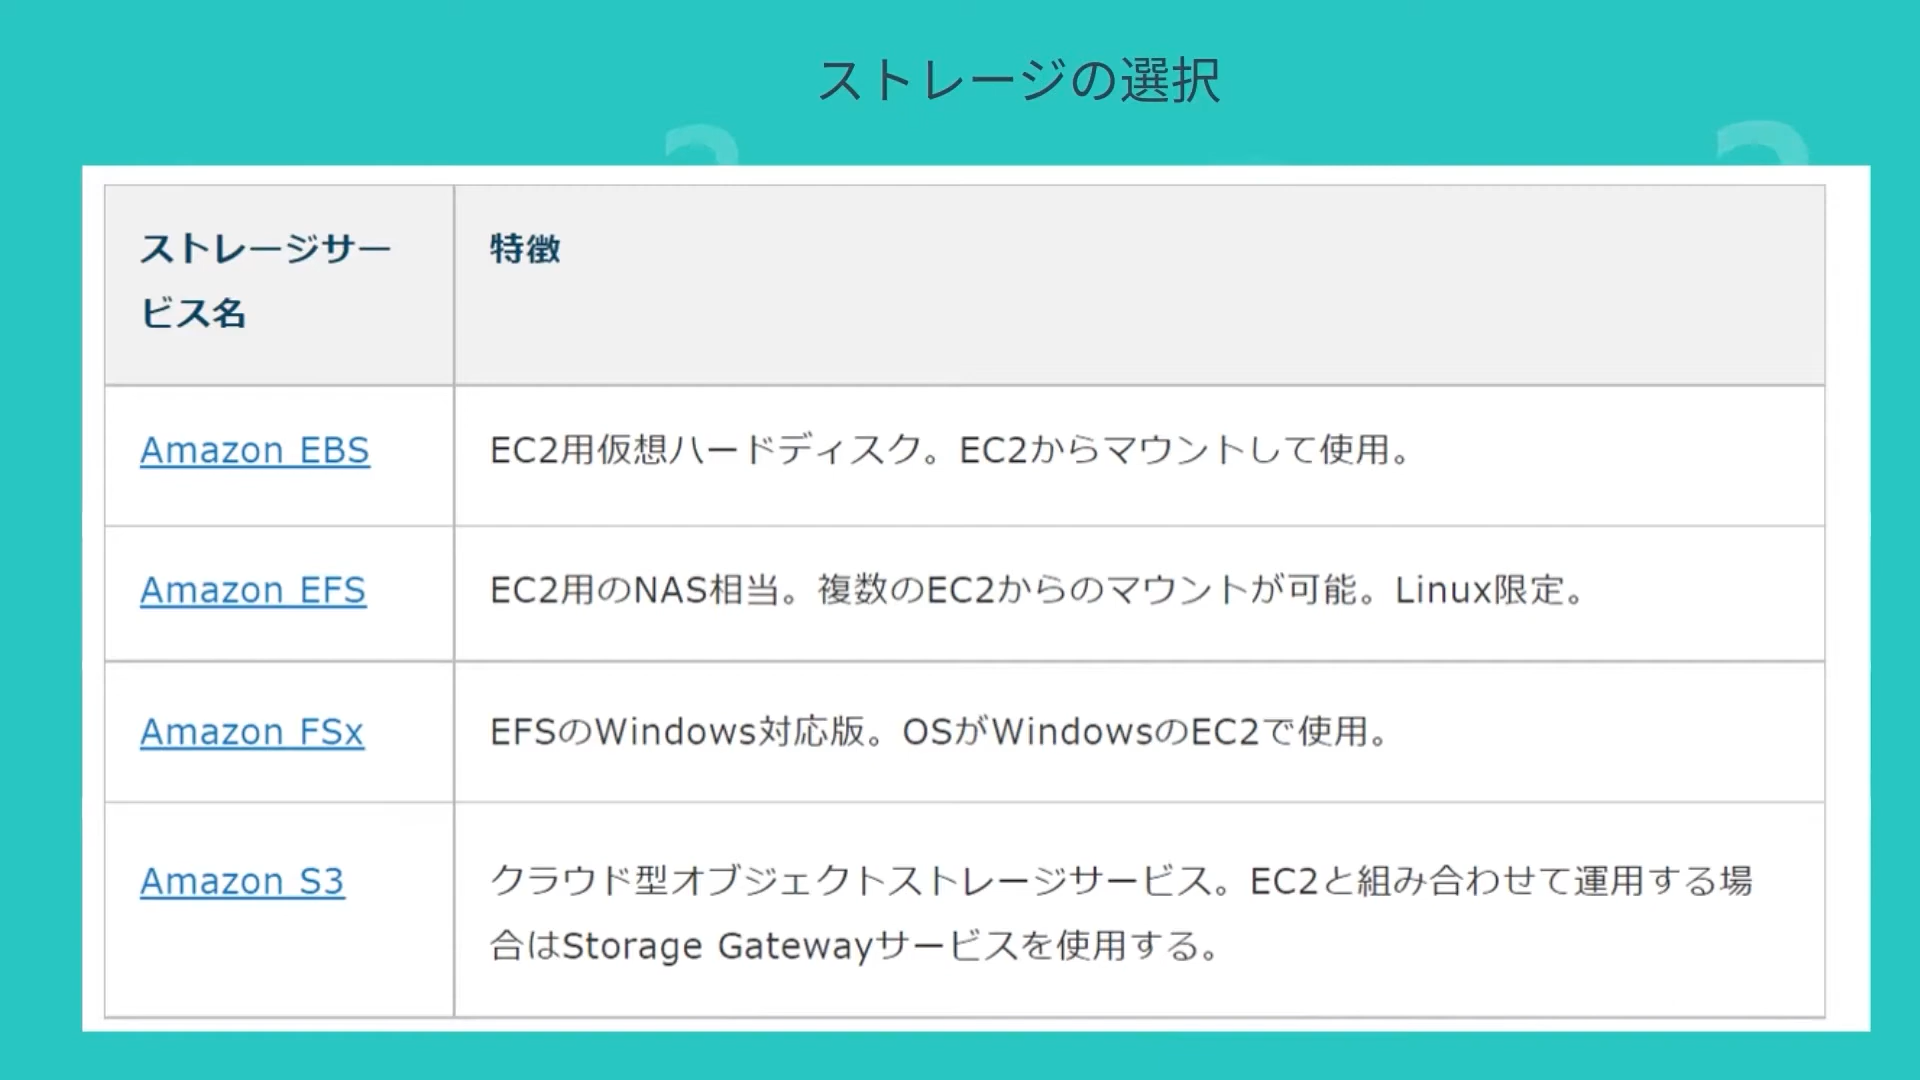 ストレージの選択
ストレージサー
ビス名
特徴
Amazon EBS
EC2用仮想ハードディスク。EC2からマウントして使用。
Amazon EFS
EC2用のNAS相当。複数のEC2からのマウントが可能。Linux限定。
Amazon FSx
EFSのWindows対応版。OSがWindowsのEC2で使用。
Amazon S3
クラウド型オブジェクトストレージサービス。EC2と組み合わせて運用する場
合はStorage Gatewayサービスを使用する。